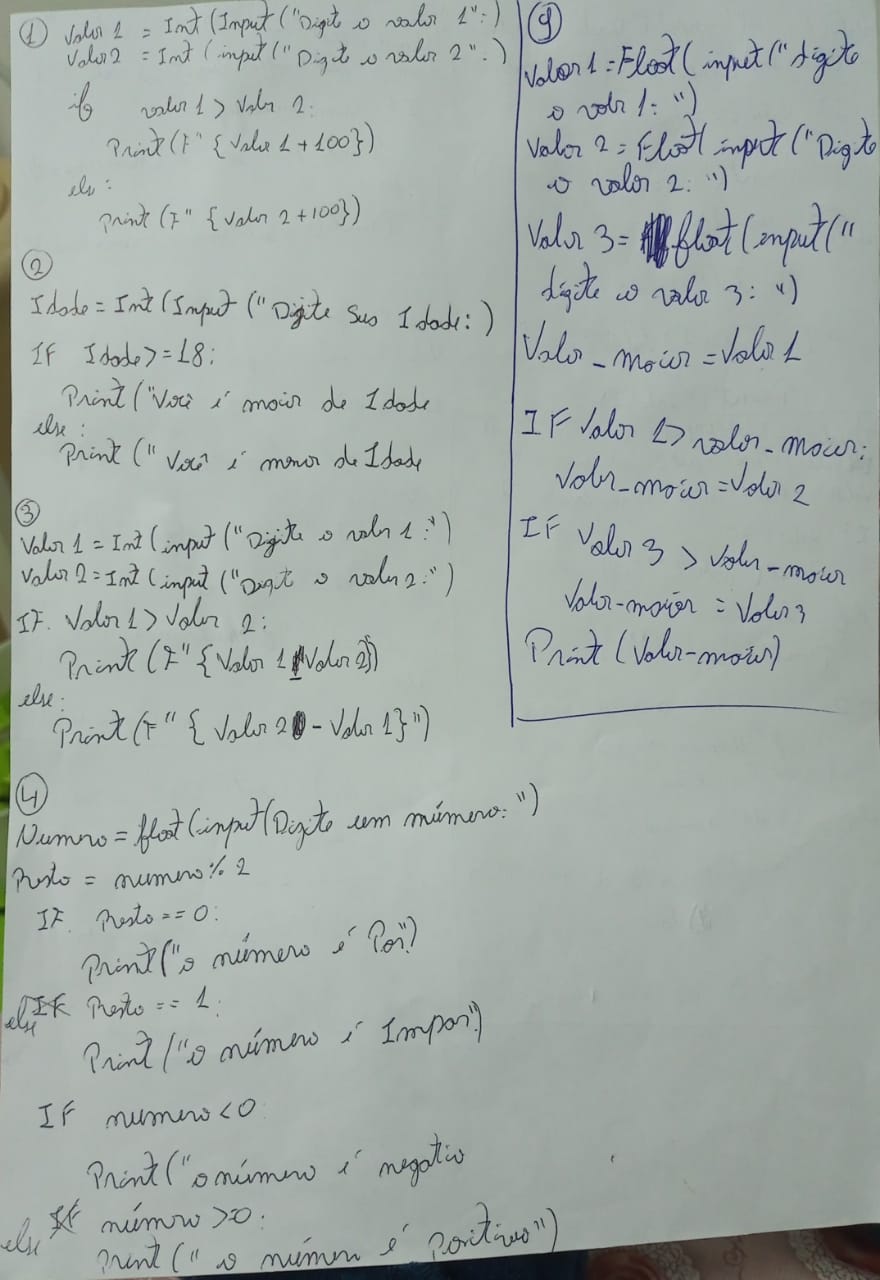 ① Valor 1 = Int (Input ("Digite o valor 1":)
Valor2 = Int (input ("Digite o valor 2":)
if valor 1 > Valor 2:
Print (F" {Valor 1+100})
else:
Print (F" {Valor 2+100})
②
Idade = Int (Input ("Digite Sua Idade:)
IF Idade >= 18:
Print ("Você é maior de Idade
else:
Print (" Você é menor de Idade
③
Valor 1 = Int (input ("Digite o valor 1:")
Valor 2 = Int (input ("Digite o valor 2:")
IF Valor 1 > Valor 2:
Print (F" {Valor 1 - Valor 2})
else:
Print (F" { Valor 2 - Valor 1}")
④
Numero = float (input (Digite um número: ")
Resto = numero % 2
IF Resto == 0:
Print ("o número é Par")
else Resto == 1:
Print ("o número é Impar")
IF numero < 0
Print ("o número é negativo
else número >0:
Print (" o número é Positivo")
⑨
Valor 1 = Float ( input (" digite
o valor 1: ")
Valor 2 = Float( input ("Digite
o valor 2: ")
Valor 3 = float (input ("
digite o valor 3: ")
Valor_maior = Valor 1
IF Valor 1 > valor_maior:
Valor_maior = Valor 2
IF Valor 3 > valor_maior
Valor-maior = Valor 3
Print (Valor-maior)